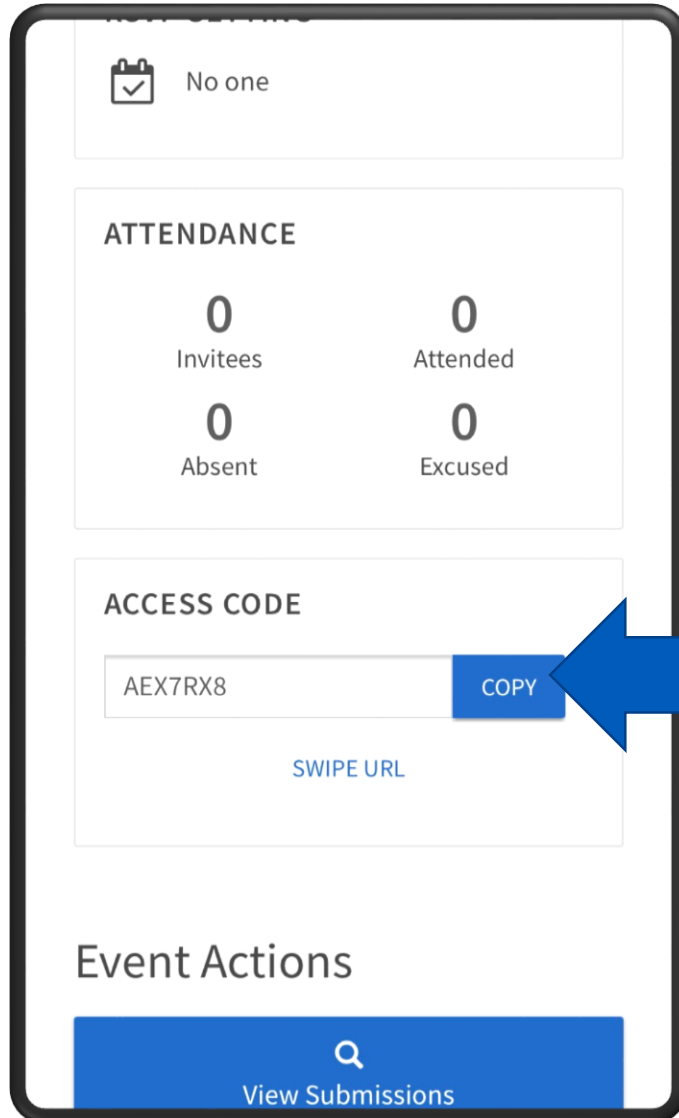 No one
ATTENDANCE
0 0
Invitees Attended
0 0
Absent Excused
ACCESS CODE
AEX7RX8 COPY
SWIPE URL
Event Actions
View Submissions